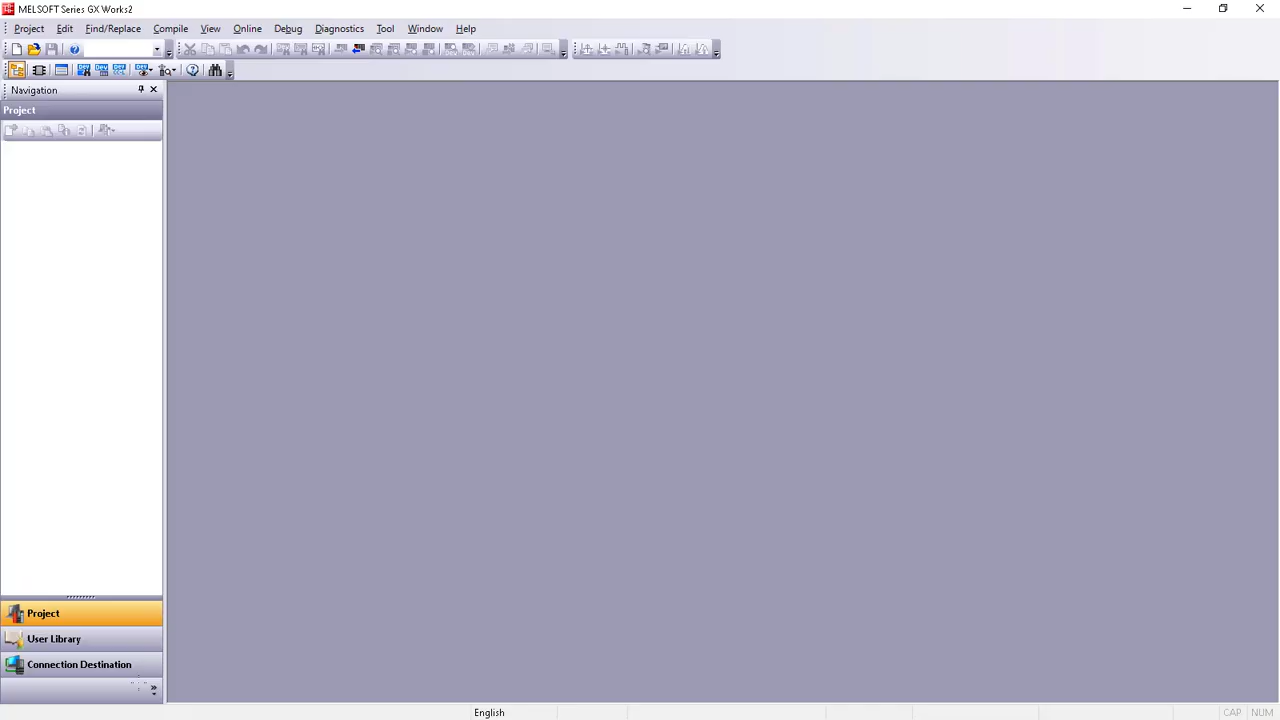 MELSOFT Series GX Works2
Project Edit Find/Replace Compile View Online Debug Diagnostics Tool Window Help
Navigation
Project
Project
User Library
Connection Destination
English
CAP NUM